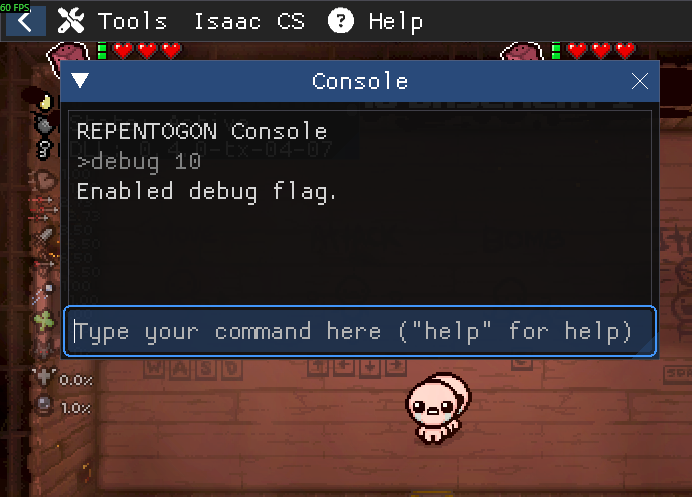 60 FPS
Tools Isaac CS ? Help
Console
REPENTOGON Console
>debug 10
Enabled debug flag.
Type your command here ("help" for help)
W A S D
0.0%
1.0%